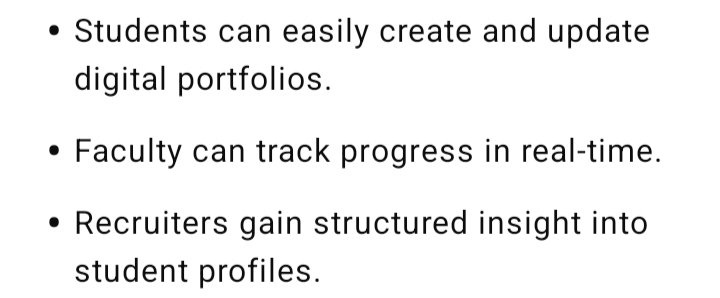 • Students can easily create and update
digital portfolios.
• Faculty can track progress in real-time.
• Recruiters gain structured insight into
student profiles.